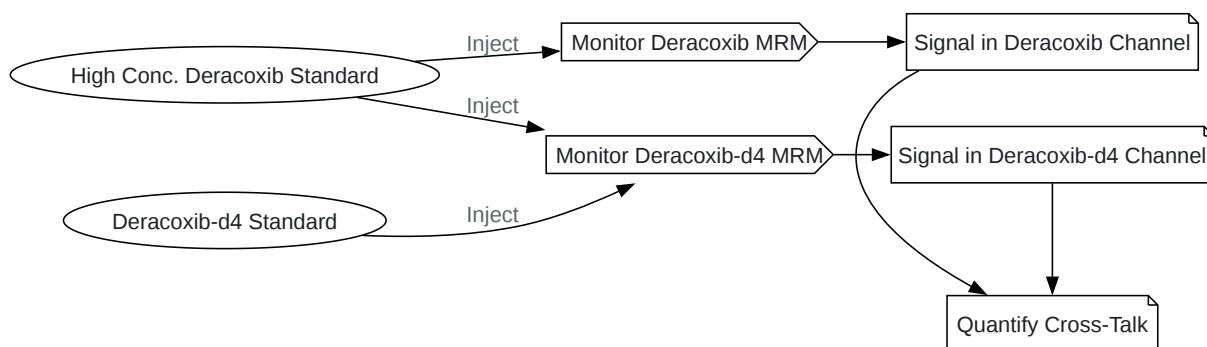 Inject
Monitor Deracoxib MRM
Signal in Deracoxib Channel
High Conc. Deracoxib Standard
Inject
Monitor Deracoxib-d4 MRM
Signal in Deracoxib-d4 Channel
Deracoxib-d4 Standard
Inject
Quantify Cross-Talk